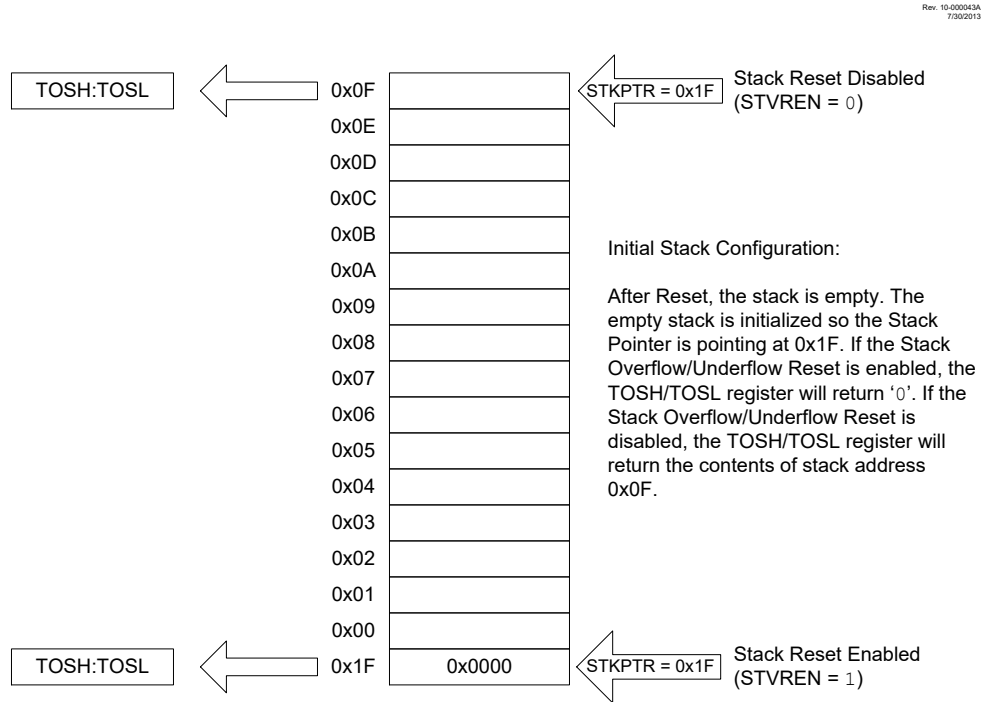 Rev. 10-000043A
7/30/2013
TOSH:TOSL
0x0F
STKPTR = 0x1F
Stack Reset Disabled
(STVREN = 0)
0x0E
0x0D
0x0C
0x0B
0x0A
0x09
0x08
0x07
0x06
0x05
0x04
0x03
0x02
0x01
0x00
Initial Stack Configuration:
After Reset, the stack is empty. The
empty stack is initialized so the Stack
Pointer is pointing at 0x1F. If the Stack
Overflow/Underflow Reset is enabled, the
TOSH/TOSL register will return ‘0’. If the
Stack Overflow/Underflow Reset is
disabled, the TOSH/TOSL register will
return the contents of stack address
0x0F.
TOSH:TOSL
0x1F
0x0000
STKPTR = 0x1F
Stack Reset Enabled
(STVREN = 1)